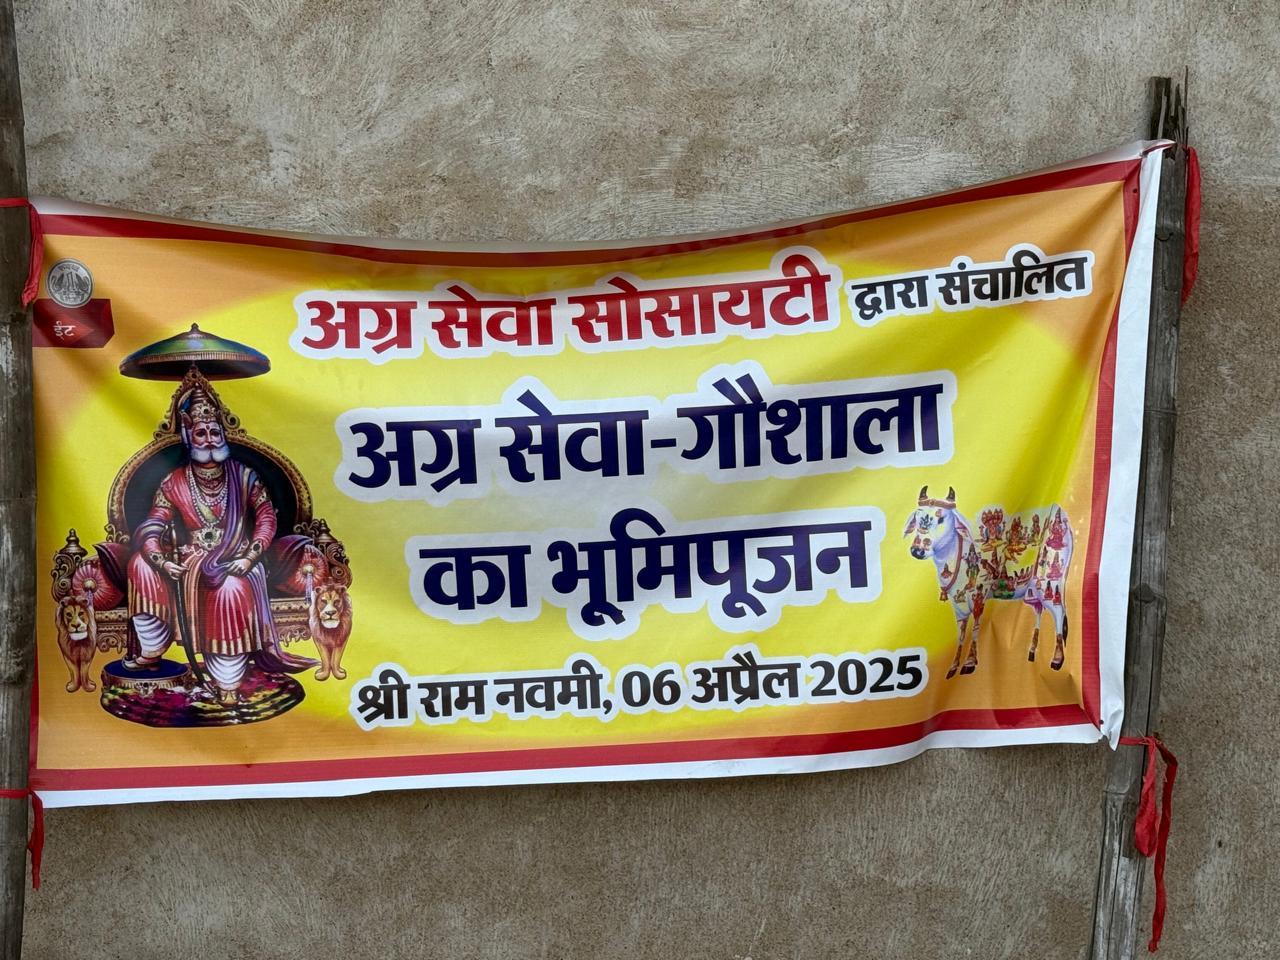 अग्र सेवा सोसायटी द्वारा संचालित
ईंट
अग्र सेवा-गौशाला
का भूमिपूजन
श्री राम नवमी, 06 अप्रैल 2025